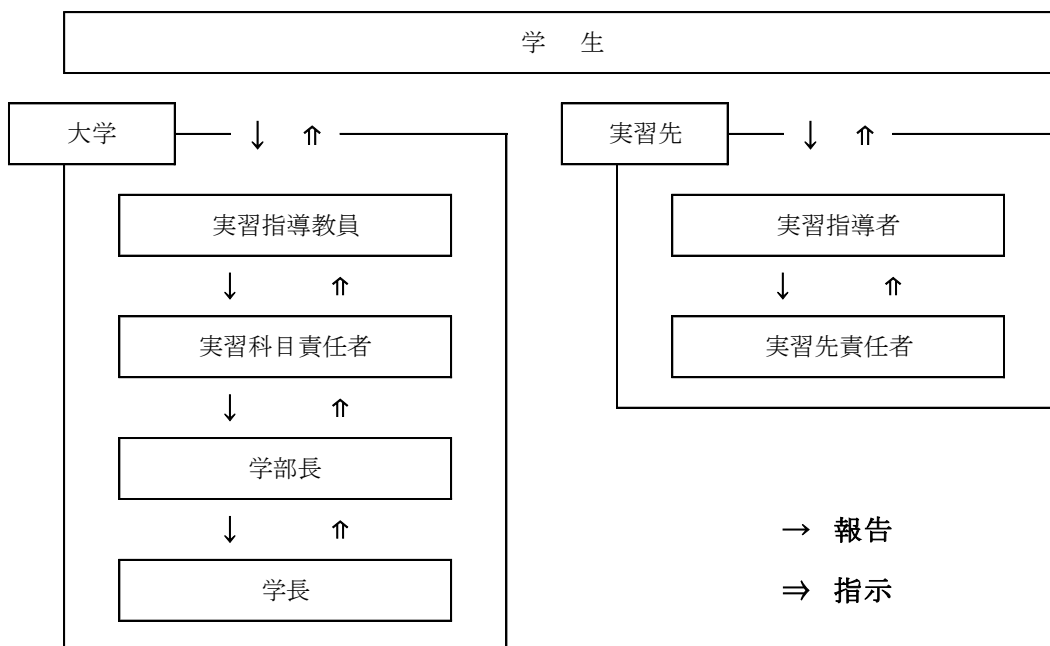 学 生
大学 ↓ ⇑
実習先 ↓ ⇑
実習指導教員
実習指導者
↓ ⇑
↓ ⇑
実習科目責任者
実習先責任者
↓ ⇑
学部長
→ 報告
↓ ⇑
⇒ 指示
学長